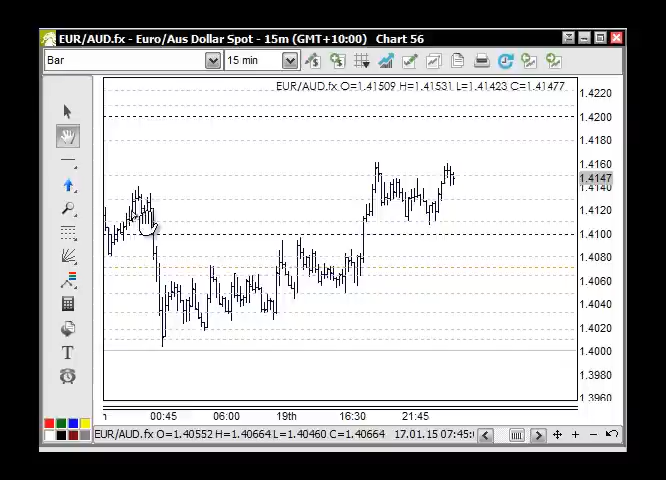 EUR/AUD.fx - Euro/Aus Dollar Spot - 15m (GMT+10:00) Chart 56
Bar 15 min
EUR/AUD.fx O=1.41509 H=1.41531 L=1.41423 C=1.41477
1.4220
1.4200
1.4180
1.4160
1.4147
1.4140
1.4120
1.4100
1.4080
1.4060
1.4040
1.4020
1.4000
1.3980
1.3960
T
00:45 06:00 19th 16:30 21:45
EUR/AUD.fx O=1.40552 H=1.40664 L=1.40460 C=1.40664 17.01.15 07:45: